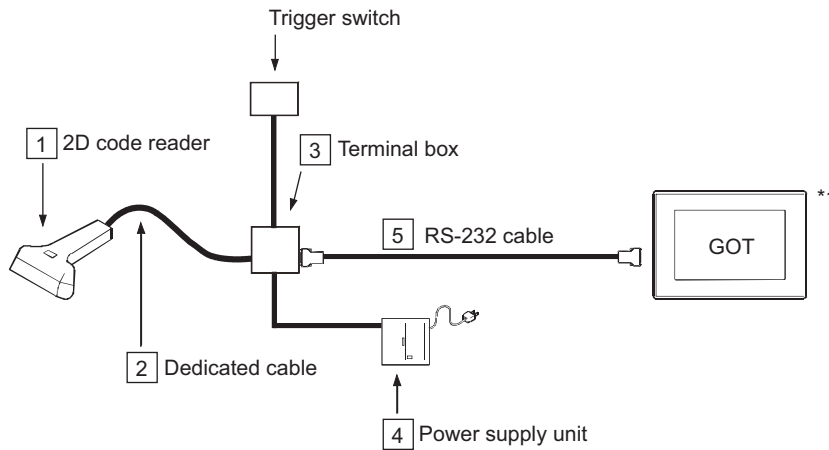 Trigger switch
1 2D code reader
3 Terminal box
5 RS-232 cable
GOT
2 Dedicated cable
4 Power supply unit